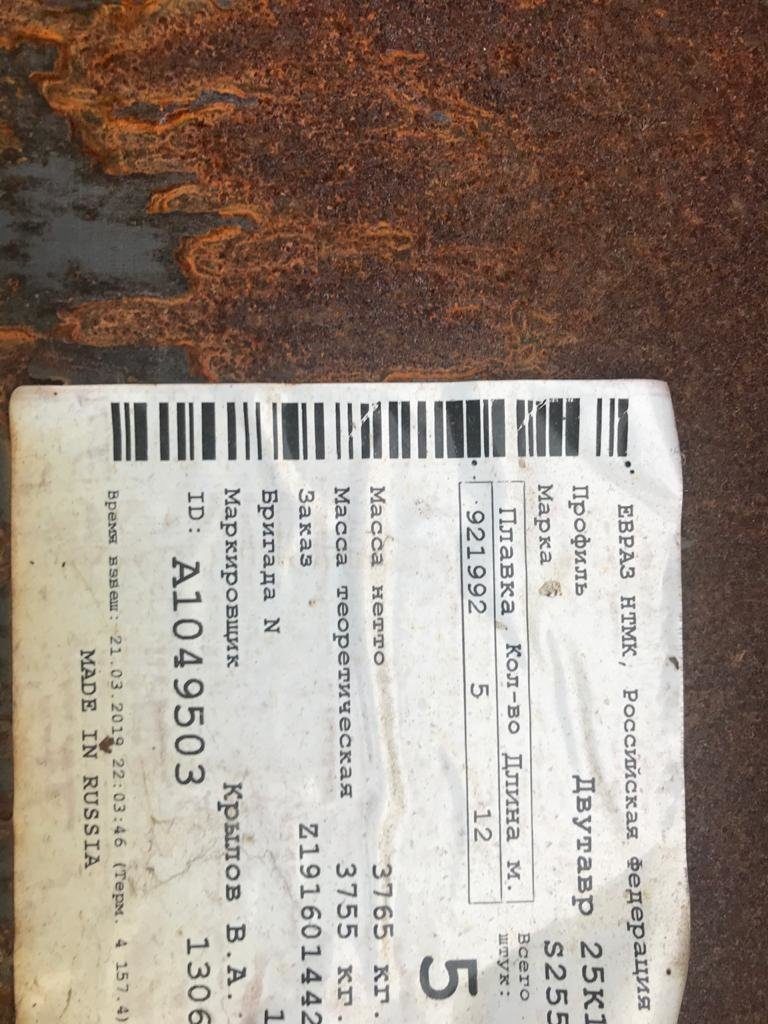 ЕВРАЗ НТМК, российская федерация
Профиль Двутавр 25К1
Марка S255
Плавка, Кол-во Длина м. Всего штук:
921992 5 12 5
Масса нетто 3765 кг.
Масса теоретическая 3755 кг.
Заказ Z191601442
Бригада N 1
Маркировщик Крылов В.А.
ID: A1049503 1306
Время взвеш: 21.03.2019 22:03:46 (Терм. 4 157.4)
MADE IN RUSSIA